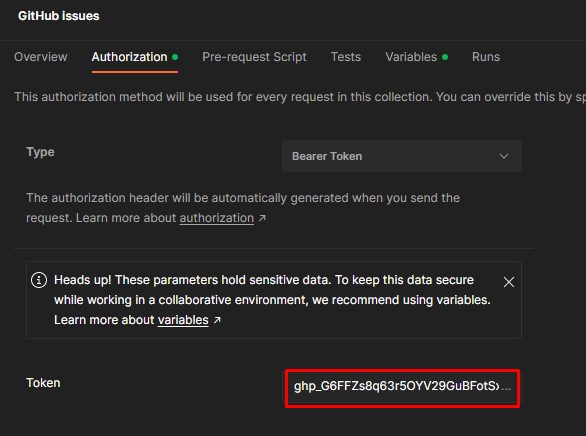 GitHub issues
Overview Authorization Pre-request Script Tests Variables Runs
This authorization method will be used for every request in this collection. You can override this by
Type Bearer Token
The authorization header will be automatically generated when you send the
request. Learn more about authorization ↗
Heads up! These parameters hold sensitive data. To keep this data secure
while working in a collaborative environment, we recommend using variables.
Learn more about variables ↗
Token ghp_G6FFZs8q63r5OYV29GuBFotSx...